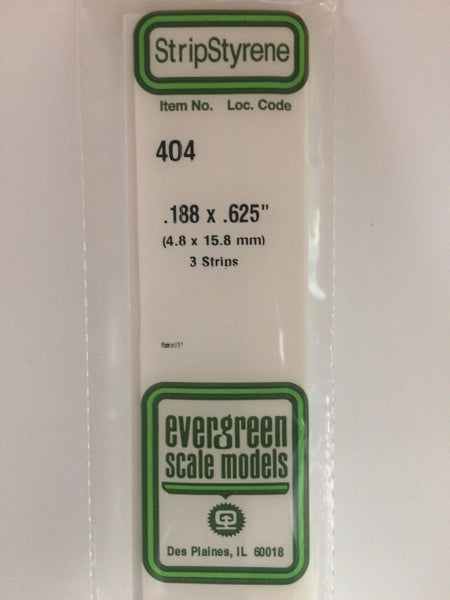 StripStyrene
Item No. Loc. Code
404
.188 x .625"
(4.8 x 15.8 mm)
3 Strips
evergreen
scale models
Des Plaines, IL 60018